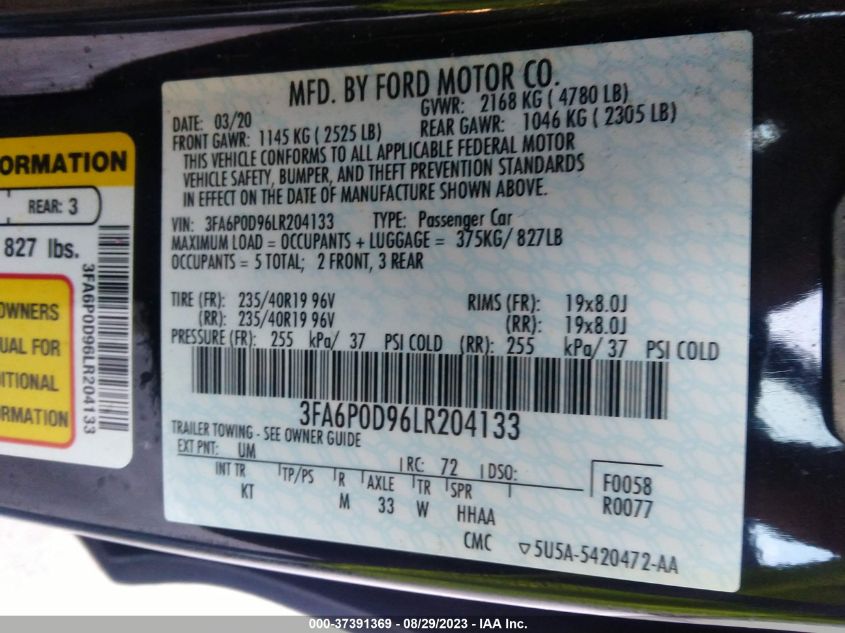 MFD. BY FORD MOTOR CO.
DATE: 03/20 GVWR: 2168 KG ( 4780 LB)
FRONT GAWR: 1145 KG ( 2525 LB) REAR GAWR: 1046 KG ( 2305 LB)
THIS VEHICLE CONFORMS TO ALL APPLICABLE FEDERAL MOTOR
VEHICLE SAFETY, BUMPER, AND THEFT PREVENTION STANDARDS
IN EFFECT ON THE DATE OF MANUFACTURE SHOWN ABOVE.
VIN: 3FA6P0D96LR204133 TYPE: Passenger Car
MAXIMUM LOAD = OCCUPANTS + LUGGAGE = 375KG/ 827LB
OCCUPANTS = 5 TOTAL; 2 FRONT, 3 REAR
TIRE (FR): 235/40R19 96V RIMS (FR): 19x8.0J
(RR): 235/40R19 96V (RR): 19x8.0J
PRESSURE (FR): 255 kPa/ 37 PSI COLD (RR): 255 kPa/ 37 PSI COLD
3FA6P0D96LR204133
TRAILER TOWING - SEE OWNER GUIDE
EXT PNT: UM RC: 72 DSO:
INT TR TP/PS R AXLE TR SPR
KT M 33 W HHAA
F0058
R0077
CMC ▽5U5A-5420472-AA
ORMATION
REAR: 3
827 lbs.
3FA6P0D96LR204133
OWNERS
UAL FOR
DITIONAL
ORMATION
000-37391369 - 08/29/2023 - IAA Inc.